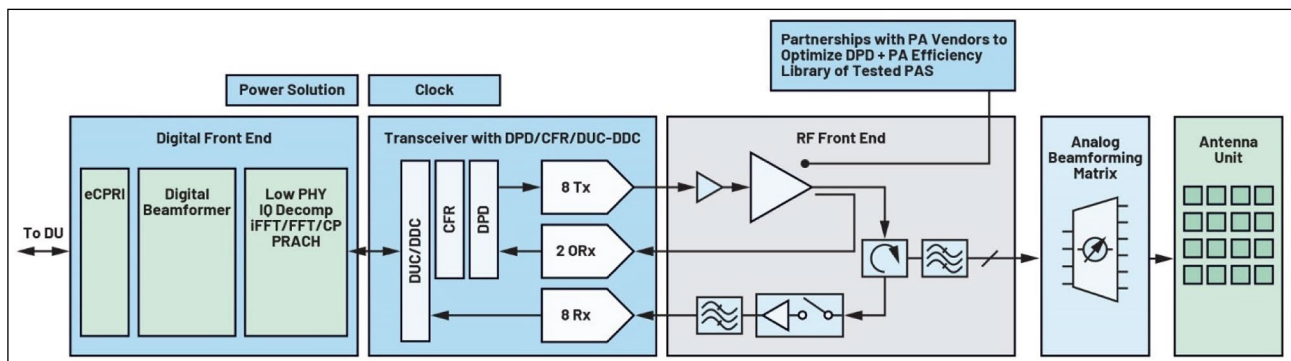 Partnerships with PA Vendors to
Optimize DPD + PA Efficiency
Library of Tested PAS
Power Solution
Clock
Digital Front End
Transceiver with DPD/CFR/DUC-DDC
RF Front End
Analog
Beamforming
Matrix
Antenna
Unit
To DU
eCPRI
Digital
Beamformer
Low PHY
IQ Decomp
iFFT/FFT/CP
PRACH
DUC/DDC
CFR
DPD
8 Tx
2 ORx
8 Rx